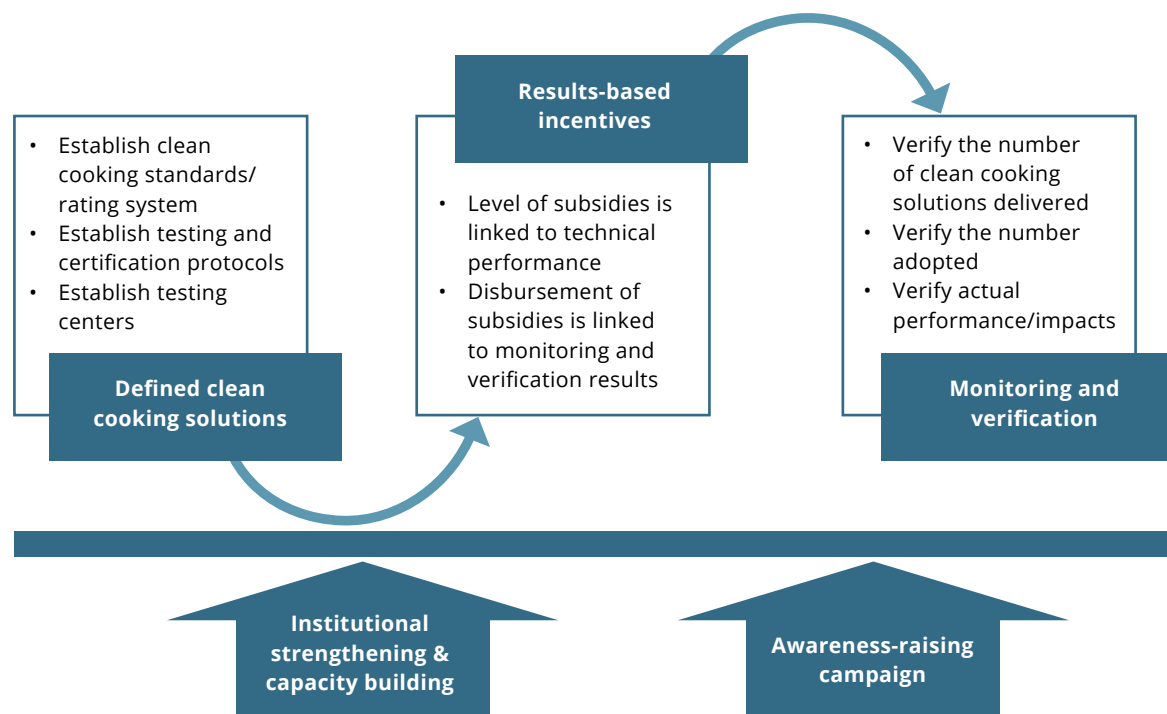 • Establish clean
cooking standards/
rating system
• Establish testing and
certification protocols
• Establish testing
centers
Defined clean
cooking solutions
Results-based
incentives
• Level of subsidies is
linked to technical
performance
• Disbursement of
subsidies is linked
to monitoring and
verification results
• Verify the number
of clean cooking
solutions delivered
• Verify the number
adopted
• Verify actual
performance/impacts
Monitoring and
verification
Institutional
strengthening &
capacity building
Awareness-raising
campaign